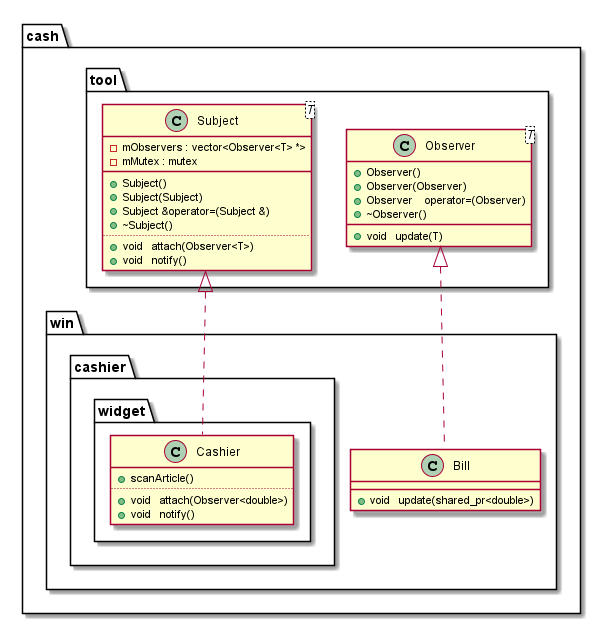 cash
tool
C Subject T
mObservers : vector<Observer<T> *>
mMutex : mutex
Subject()
Subject(Subject)
Subject &operator=(Subject &)
~Subject()
void attach(Observer<T>)
void notify()
C Observer T
Observer()
Observer(Observer)
Observer operator=(Observer)
~Observer()
void update(T)
win
cashier
widget
C Cashier
scanArticle()
void attach(Observer<double>)
void notify()
C Bill
void update(shared_pr<double>)